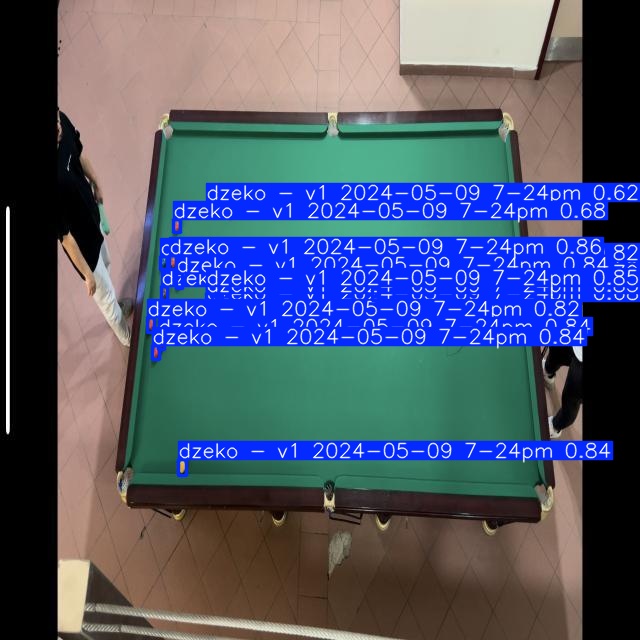 dzeko – v1 2024–05–09 7–24pm 0.62
dzeko – v1 2024–05–09 7–24pm 0.68
dzeko – v1 2024–05–09 7–24pm 0.86
dzeko – v1 2024–05–09 7–24pm 0.84
dzeko – v1 2024–05–09 7–24pm 0.85
dzeko – v1 2024–05–09 7–24pm 0.82
dzeko – v1 2024–05–09 7–24pm 0.84
dzeko – v1 2024–05–09 7–24pm 0.84
dzeko – v1 2024–05–09 7–24pm 0.84